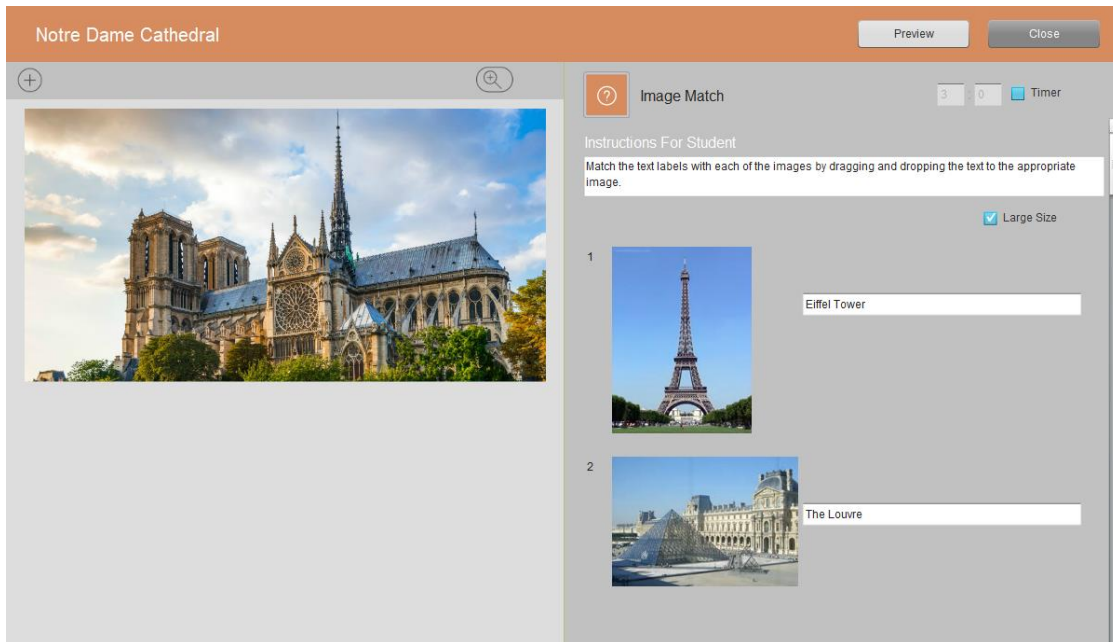 Notre Dame Cathedral
Preview
Close
Image Match
3 : 0
Timer
Instructions For Student
Match the text labels with each of the images by dragging and dropping the text to the appropriate
image.
Large Size
1
Eiffel Tower
2
The Louvre